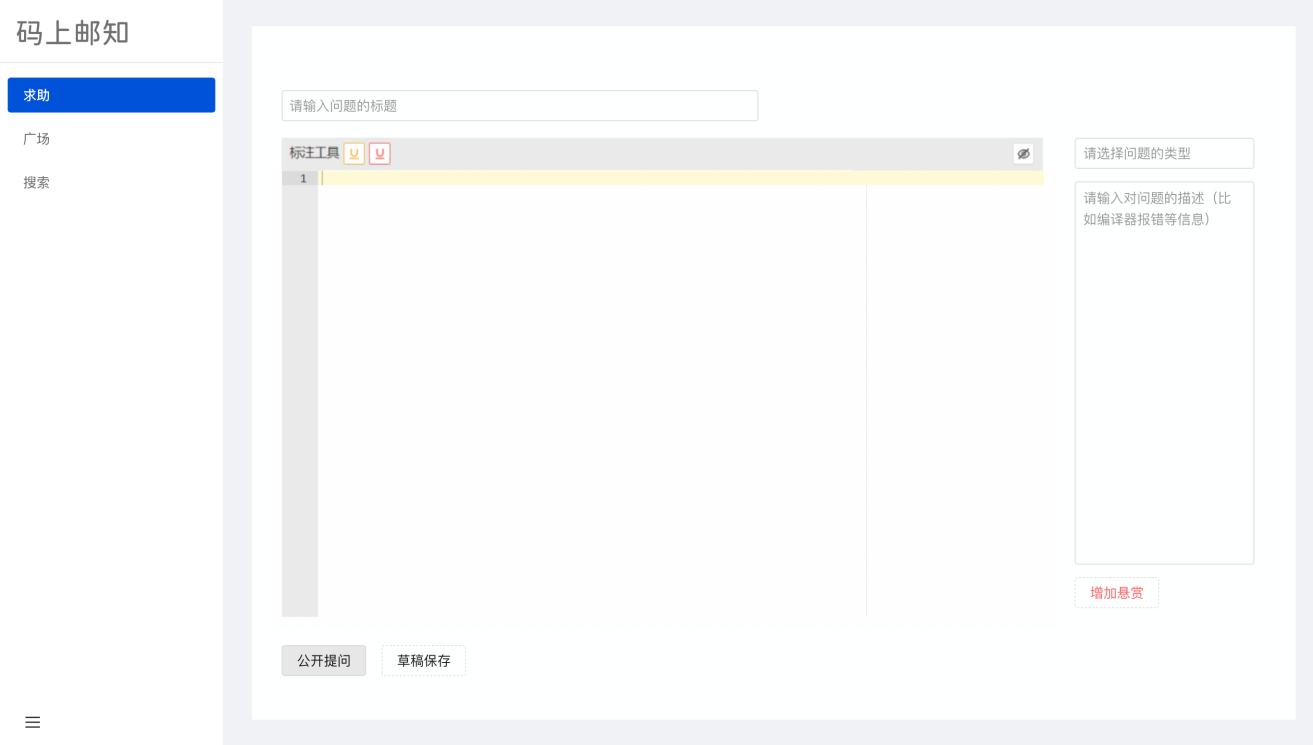 码上邮知
求助
广场
搜索
请输入问题的标题
标注工具
1
请选择问题的类型
请输入对问题的描述（比
如编译器报错等信息）
增加悬赏
公开提问
草稿保存